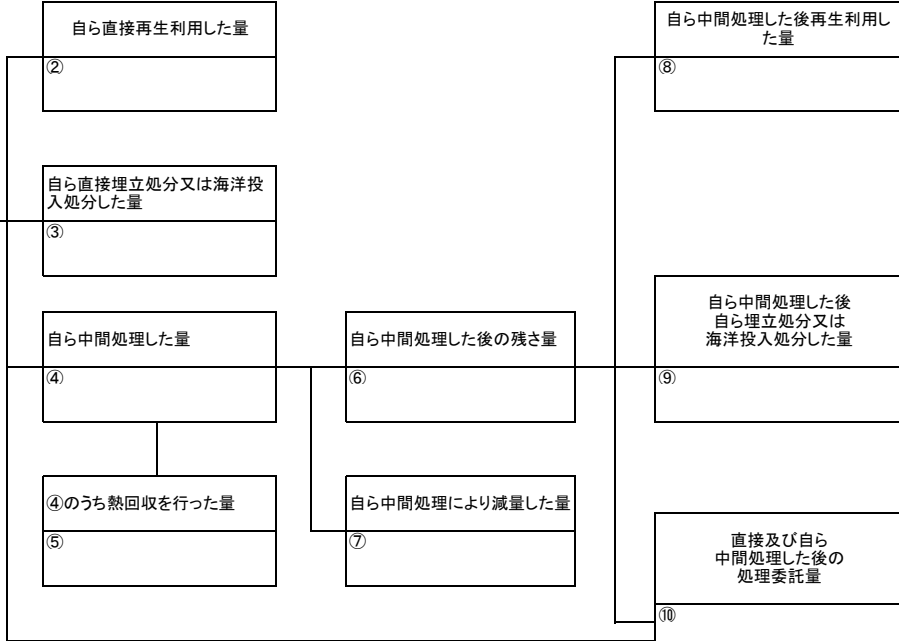 自ら直接再生利用した量
②
自ら直接埋立処分又は海洋投
入処分した量
③
自ら中間処理した量
④
④のうち熱回収を行った量
⑤
自ら中間処理した後の残さ量
⑥
自ら中間処理により減量した量
⑦
自ら中間処理した後再生利用し
た量
⑧
自ら中間処理した後
自ら埋立処分又は
海洋投入処分した量
⑨
直接及び自ら
中間処理した後の
処理委託量
⑩